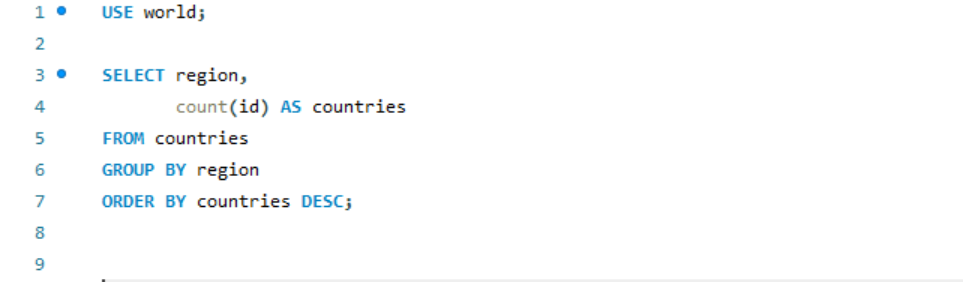 1 USE world;
2
3 SELECT region,
4 count(id) AS countries
5 FROM countries
6 GROUP BY region
7 ORDER BY countries DESC;
8
9